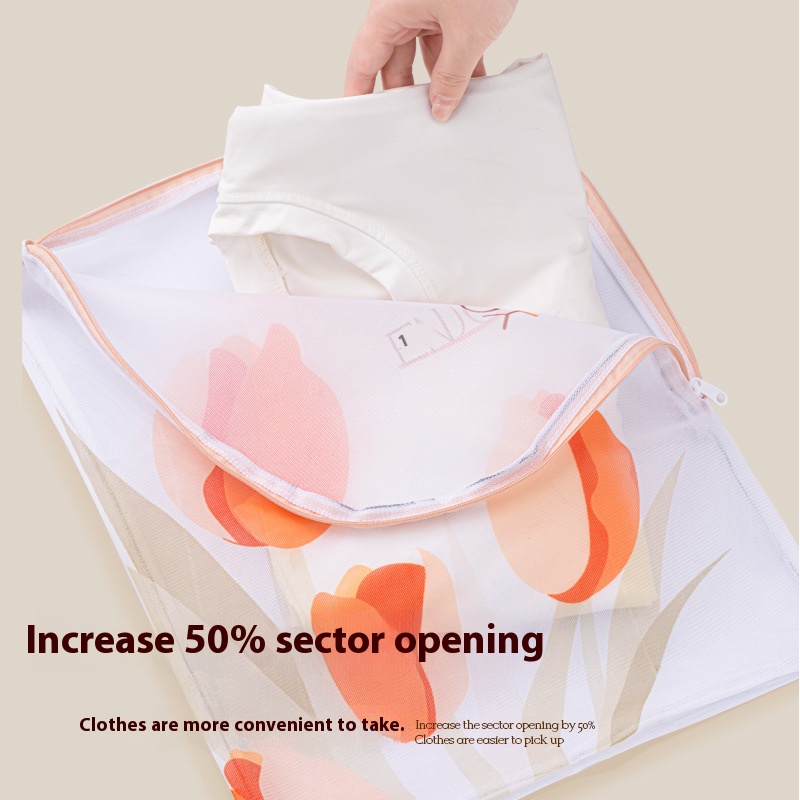 1
Increase 50% sector opening
Clothes are more convenient to take.
Increase the sector opening by 50%
Clothes are easier to pick up